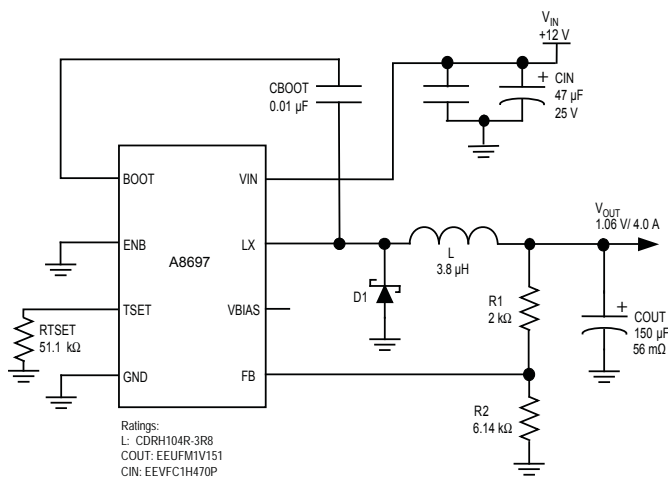 V_IN
+12 V
CBOOT
0.01 µF
+
CIN
47 µF
25 V
BOOT
VIN
V_OUT
1.06 V/ 4.0 A
ENB
LX
A8697
L
3.8 µH
D1
R1
2 kΩ
+
COUT
150 µF
56 mΩ
TSET
VBIAS
RTSET
51.1 kΩ
GND
FB
R2
6.14 kΩ
Ratings:
L: CDRH104R-3R8
COUT: EEUFM1V151
CIN: EEVFC1H470P